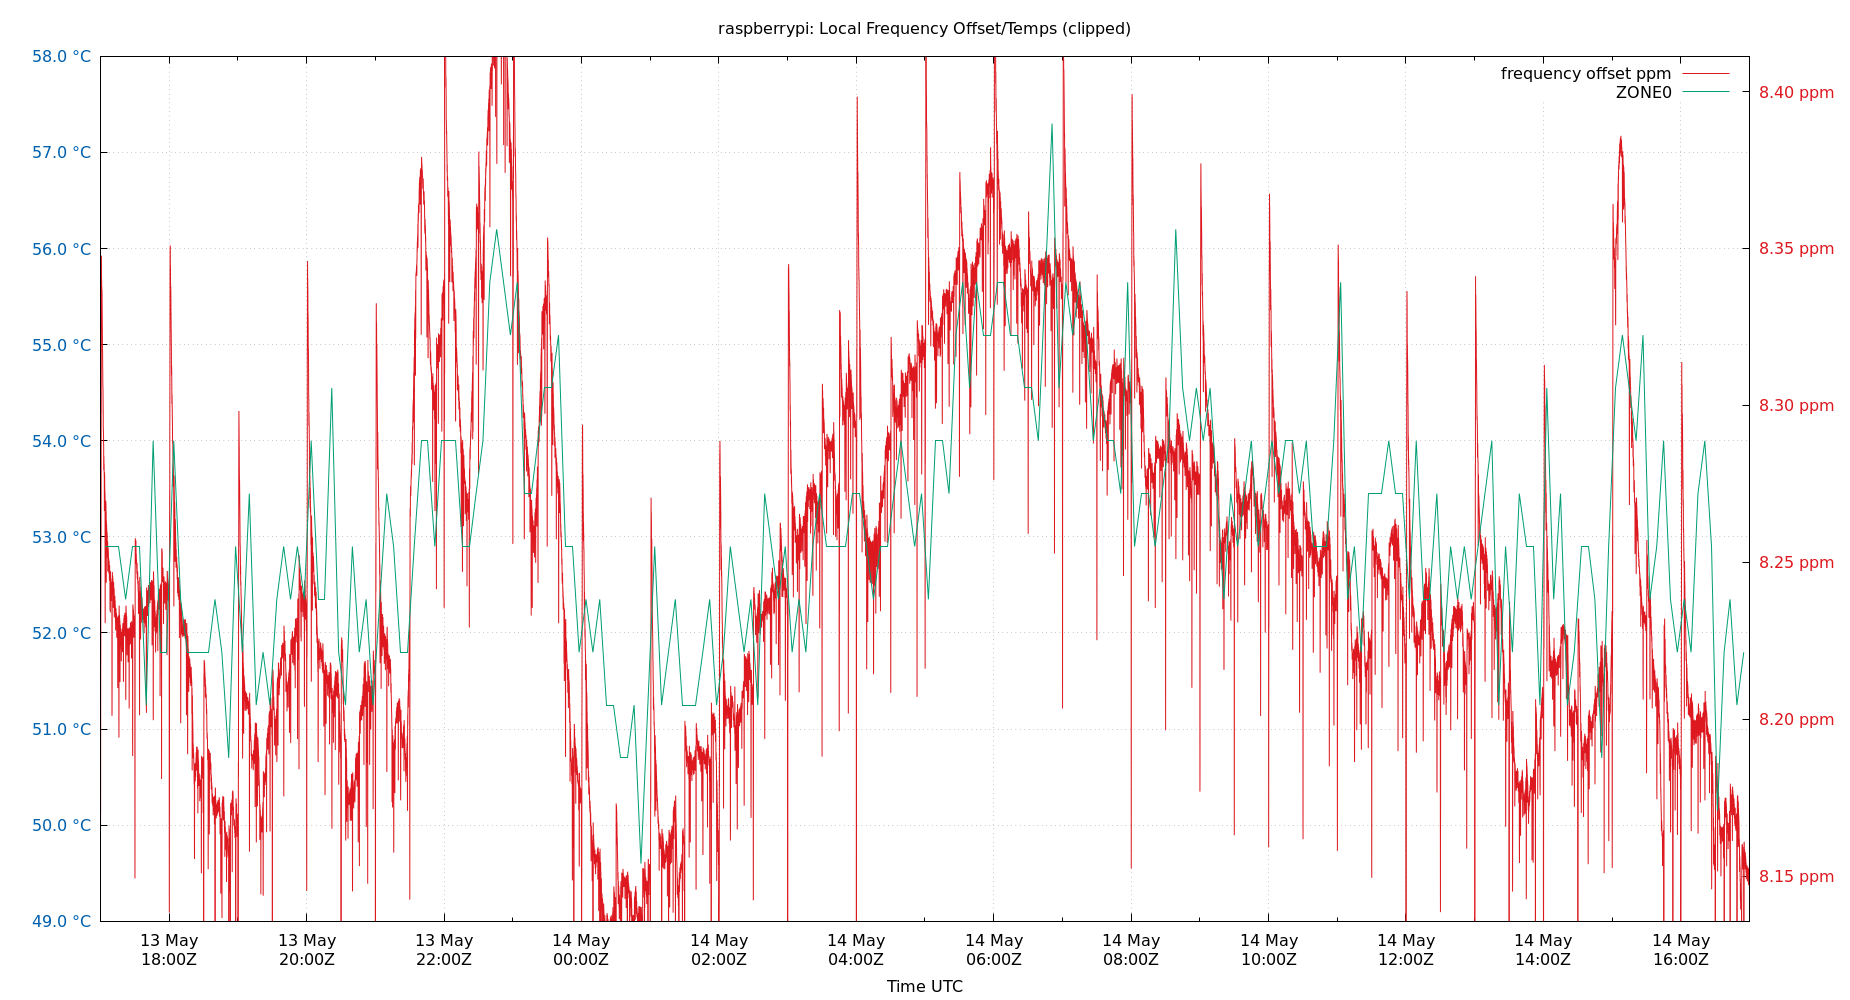 raspberrypi: Local Frequency Offset/Temps (clipped)
frequency offset ppm
ZONE0
58.0 °C
57.0 °C
56.0 °C
55.0 °C
54.0 °C
53.0 °C
52.0 °C
51.0 °C
50.0 °C
49.0 °C
8.40 ppm
8.35 ppm
8.30 ppm
8.25 ppm
8.20 ppm
8.15 ppm
13 May
18:00Z
13 May
20:00Z
13 May
22:00Z
14 May
00:00Z
14 May
02:00Z
14 May
04:00Z
14 May
06:00Z
14 May
08:00Z
14 May
10:00Z
14 May
12:00Z
14 May
14:00Z
14 May
16:00Z
Time UTC